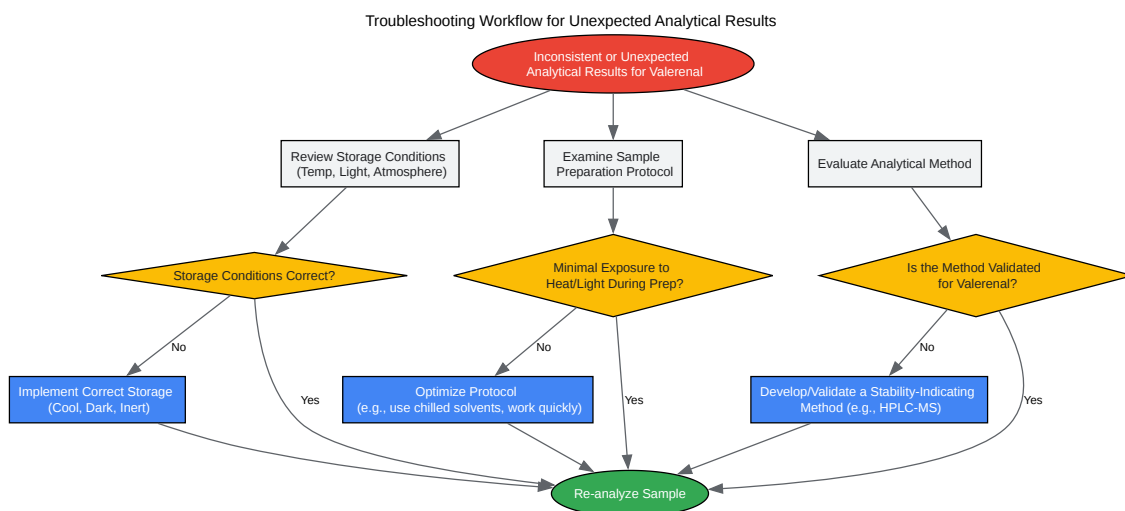 Troubleshooting Workflow for Unexpected Analytical Results
Inconsistent or Unexpected
Analytical Results for Valerenal
Review Storage Conditions
(Temp, Light, Atmosphere)
Examine Sample
Preparation Protocol
Evaluate Analytical Method
Storage Conditions Correct?
Minimal Exposure to
Heat/Light During Prep?
Is the Method Validated
for Valerenal?
No
No
No
Implement Correct Storage
(Cool, Dark, Inert)
Yes
Optimize Protocol
(e.g., use chilled solvents, work quickly)
Yes
Develop/Validate a Stability-Indicating
Method (e.g., HPLC-MS)
Yes
Re-analyze Sample